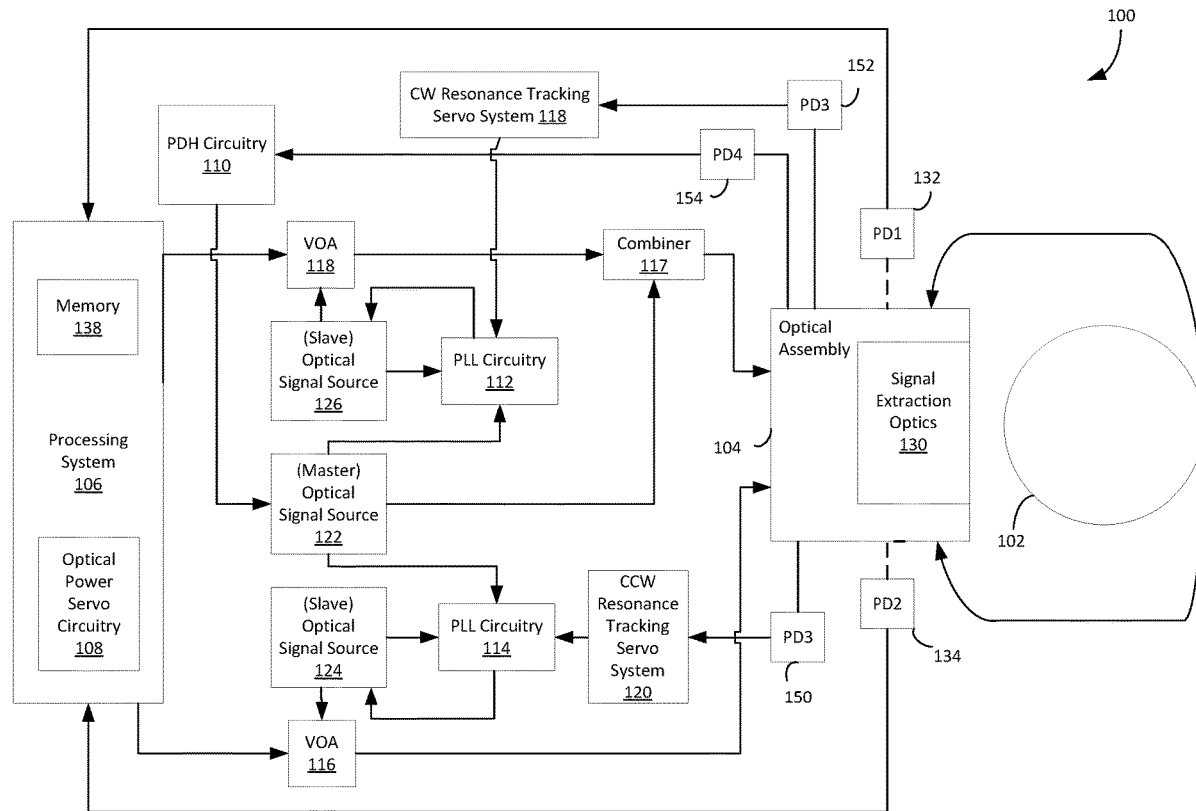 100
152
CW Resonance Tracking
Servo System 118
PD3
PDH Circuitry
110
PD4
154
132
PD1
VOA
118
Combiner
117
Memory
138
(Slave)
Optical
Signal Source
126
PLL Circuitry
112
Optical
Assembly
Signal
Extraction
Optics
130
104
Processing
System
106
(Master)
Optical
Signal Source
122
102
Optical
Power
Servo
Circuitry
108
(Slave)
Optical
Signal Source
124
PLL Circuitry
114
CCW
Resonance
Tracking
Servo
System
120
PD3
150
PD2
134
VOA
116